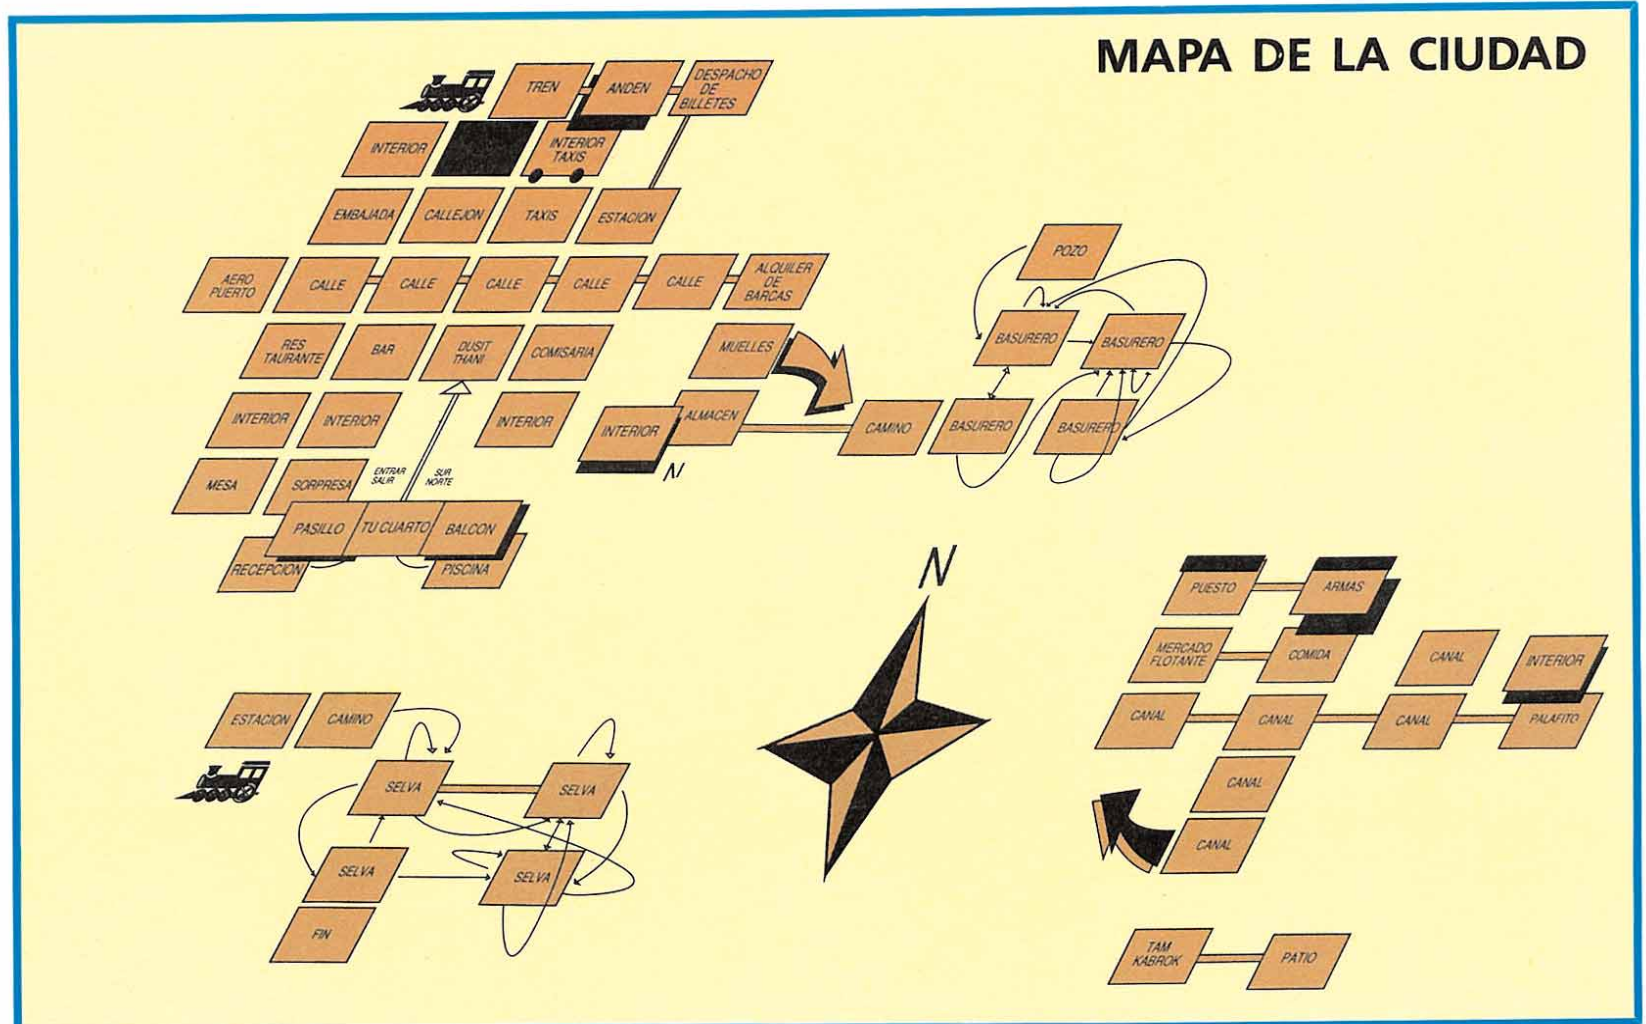 MAPA DE LA CIUDAD
TREN
ANDEN
DESPACHO
DE
BILLETES
INTERIOR
INTERIOR
TAXIS
EMBAJADA
CALLEJON
TAXIS
ESTACION
AERO
PUERTO
CALLE
CALLE
CALLE
CALLE
CALLE
ALQUILER
DE
BARCAS
RES
TAURANTE
BAR
DUSIT
THANI
COMISARIA
MUELLES
INTERIOR
INTERIOR
INTERIOR
INTERIOR
ALMACEN
CAMINO
N
MESA
SORPRESA
ENTRAR
SALIR
SUR
NORTE
PASILLO
TU CUARTO
BALCON
RECEPCION
PISCINA
POZO
BASURERO
BASURERO
BASURERO
BASURERO
N
PUESTO
ARMAS
MERCADO
FLOTANTE
COMIDA
CANAL
INTERIOR
CANAL
CANAL
CANAL
PALAFITO
CANAL
CANAL
ESTACION
CAMINO
SELVA
SELVA
SELVA
SELVA
FIN
TAM
KABROK
PATIO